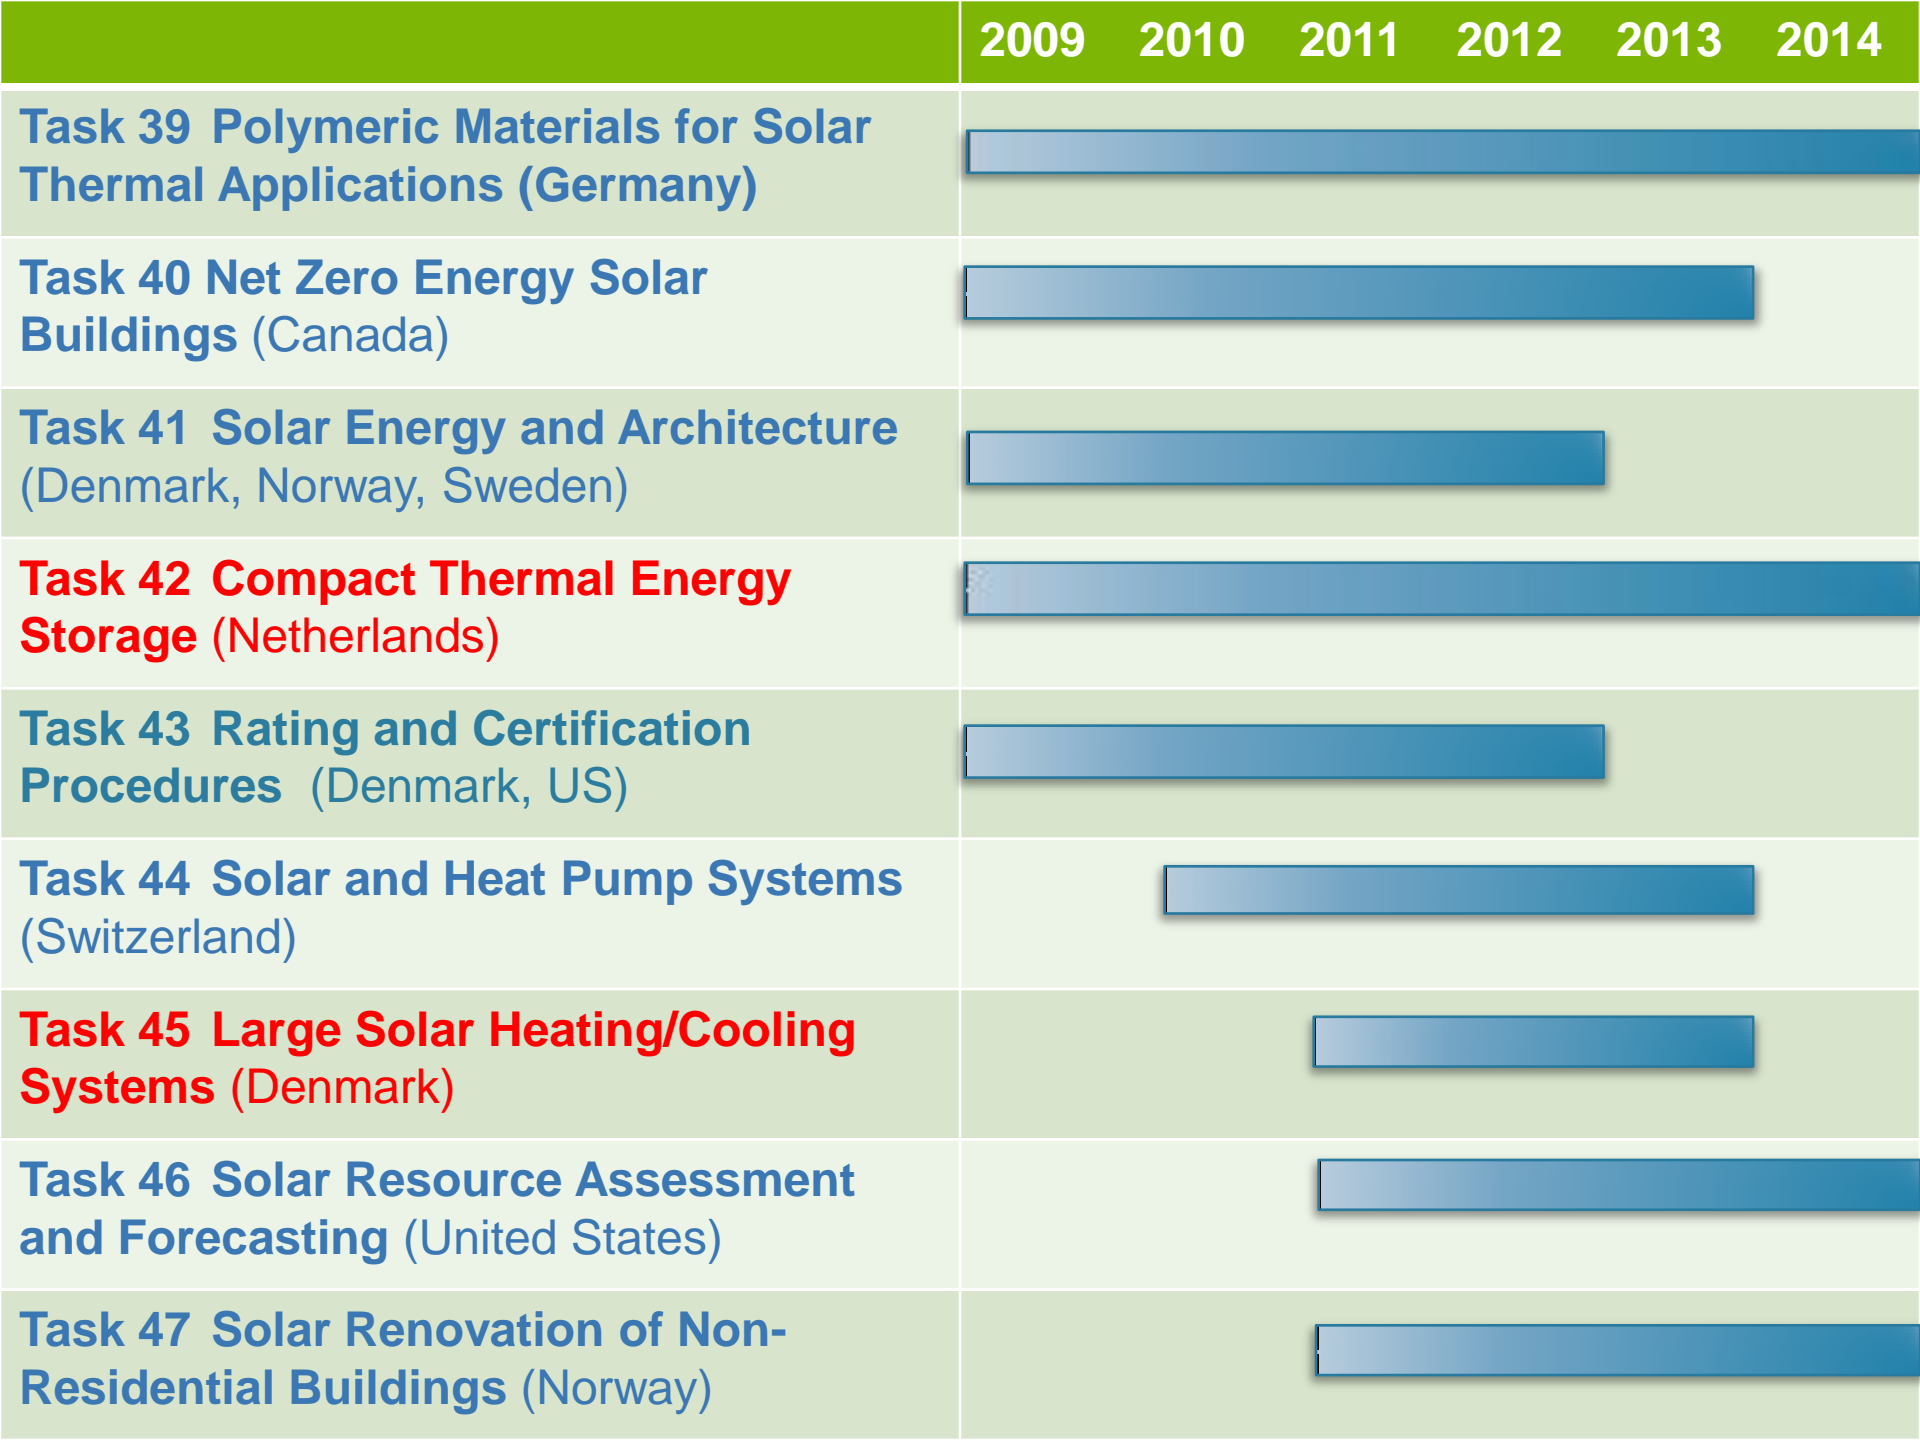 2009 2010 2011 2012 2013 2014
Task 39 Polymeric Materials for Solar
Thermal Applications (Germany)
Task 40 Net Zero Energy Solar
Buildings (Canada)
Task 41 Solar Energy and Architecture
(Denmark, Norway, Sweden)
Task 42 Compact Thermal Energy
Storage (Netherlands)
Task 43 Rating and Certification
Procedures (Denmark, US)
Task 44 Solar and Heat Pump Systems
(Switzerland)
Task 45 Large Solar Heating/Cooling
Systems (Denmark)
Task 46 Solar Resource Assessment
and Forecasting (United States)
Task 47 Solar Renovation of Non-
Residential Buildings (Norway)